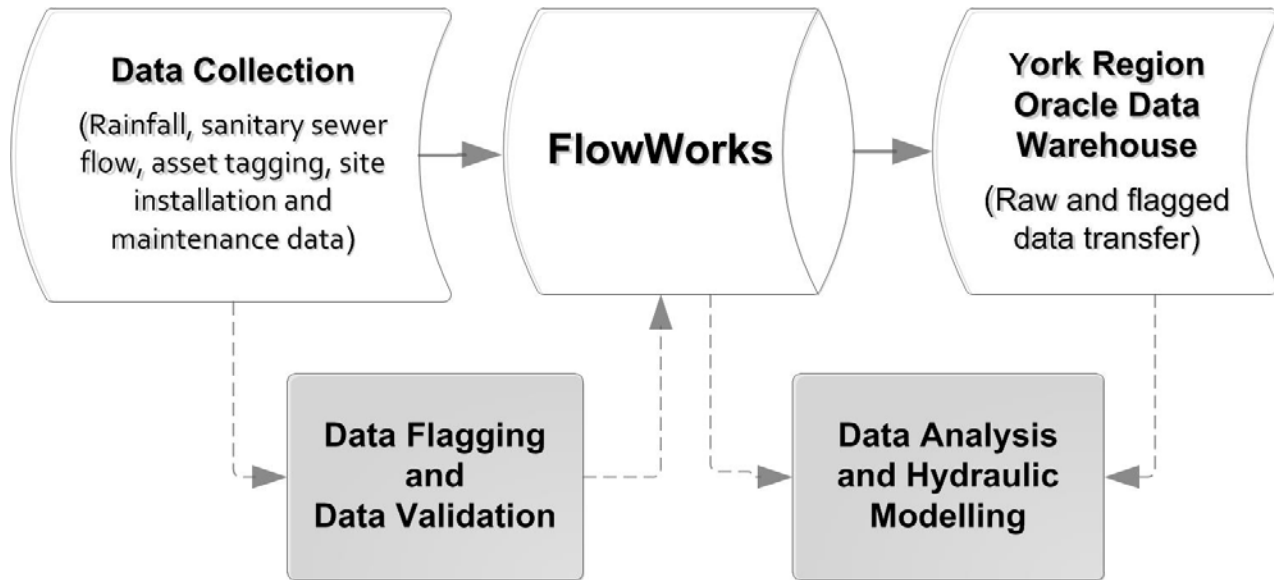 Data Collection
(Rainfall, sanitary sewer
flow, asset tagging, site
installation and
maintenance data)
FlowWorks
York Region
Oracle Data
Warehouse
(Raw and flagged
data transfer)
Data Flagging
and
Data Validation
Data Analysis
and Hydraulic
Modelling